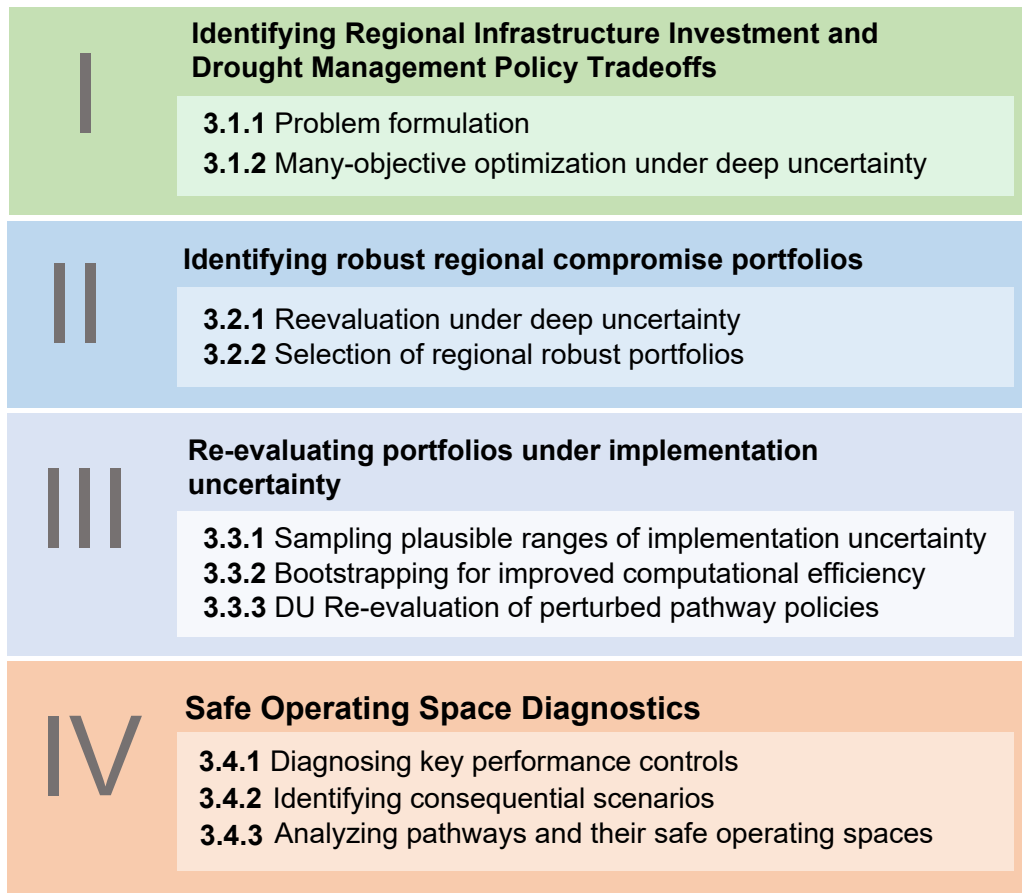 I
Identifying Regional Infrastructure Investment and
Drought Management Policy Tradeoffs
3.1.1 Problem formulation
3.1.2 Many-objective optimization under deep uncertainty
II
Identifying robust regional compromise portfolios
3.2.1 Reevaluation under deep uncertainty
3.2.2 Selection of regional robust portfolios
III
Re-evaluating portfolios under implementation
uncertainty
3.3.1 Sampling plausible ranges of implementation uncertainty
3.3.2 Bootstrapping for improved computational efficiency
3.3.3 DU Re-evaluation of perturbed pathway policies
IV
Safe Operating Space Diagnostics
3.4.1 Diagnosing key performance controls
3.4.2 Identifying consequential scenarios
3.4.3 Analyzing pathways and their safe operating spaces